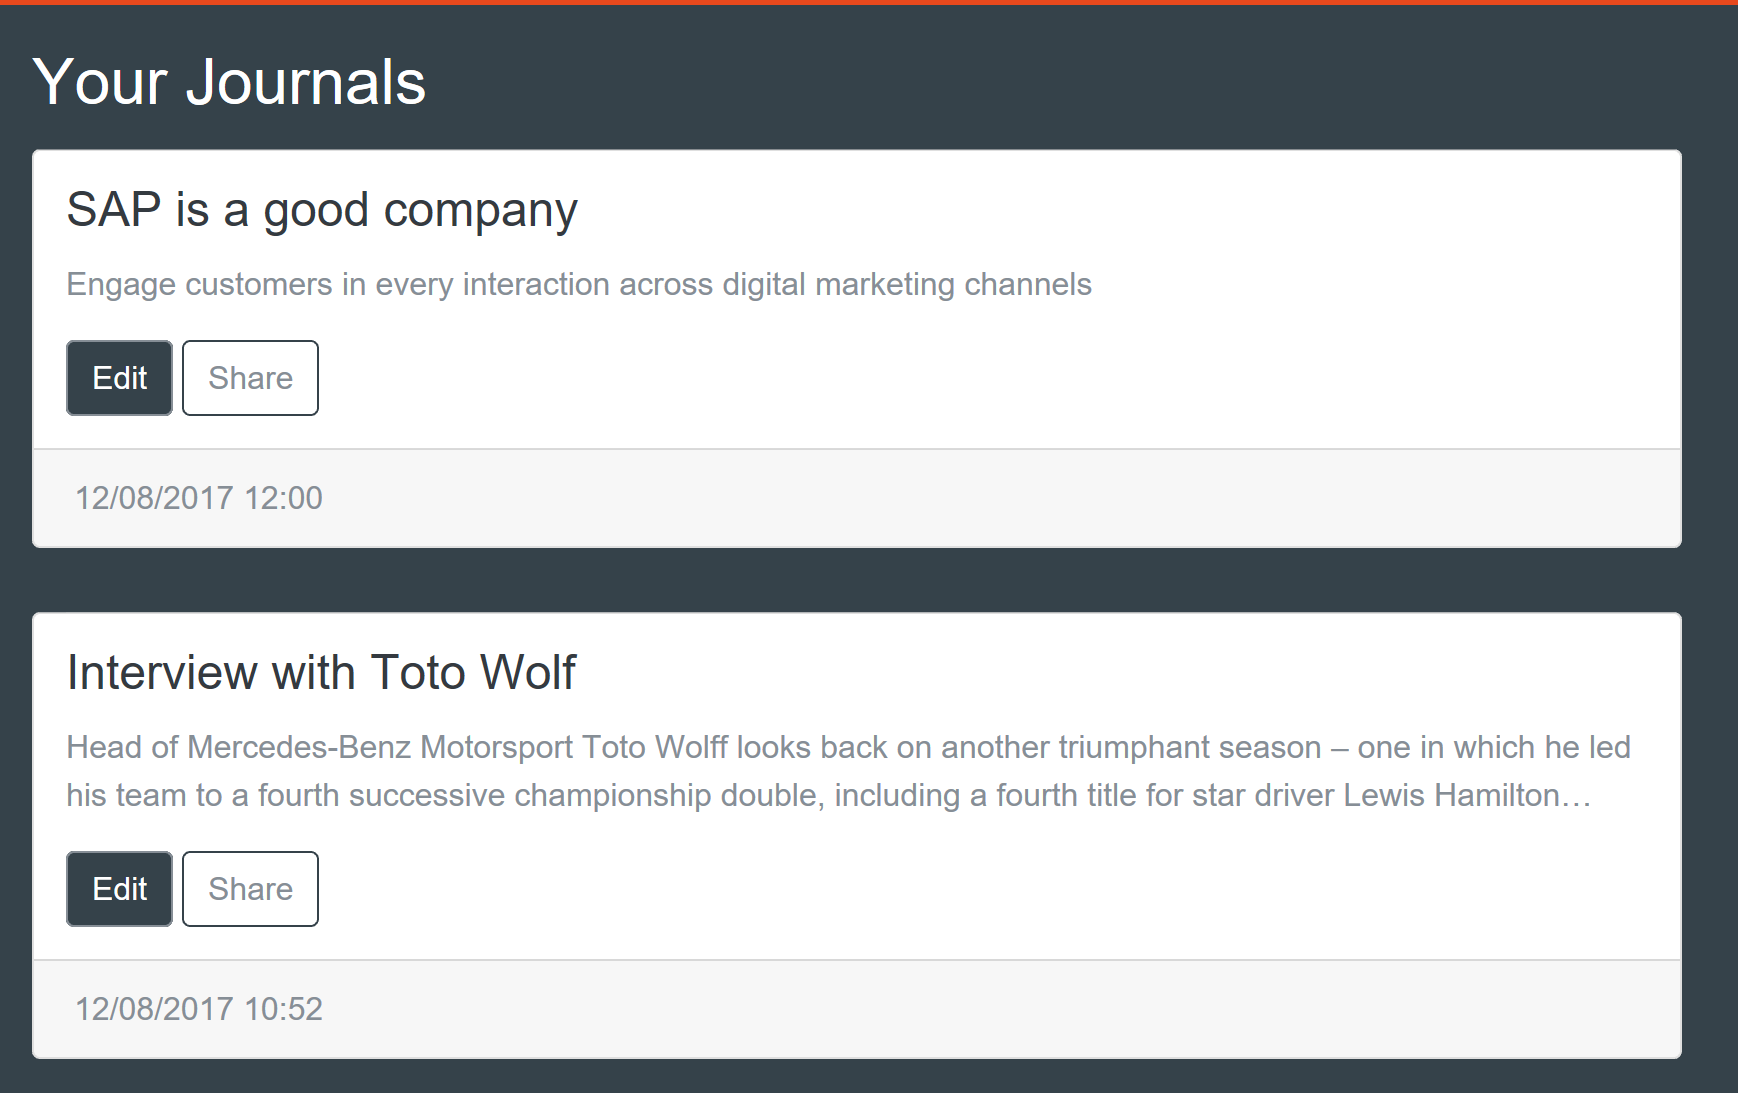 Your Journals
SAP is a good company
Engage customers in every interaction across digital marketing channels
Edit Share
12/08/2017 12:00
Interview with Toto Wolf
Head of Mercedes-Benz Motorsport Toto Wolff looks back on another triumphant season – one in which he led
his team to a fourth successive championship double, including a fourth title for star driver Lewis Hamilton…
Edit Share
12/08/2017 10:52